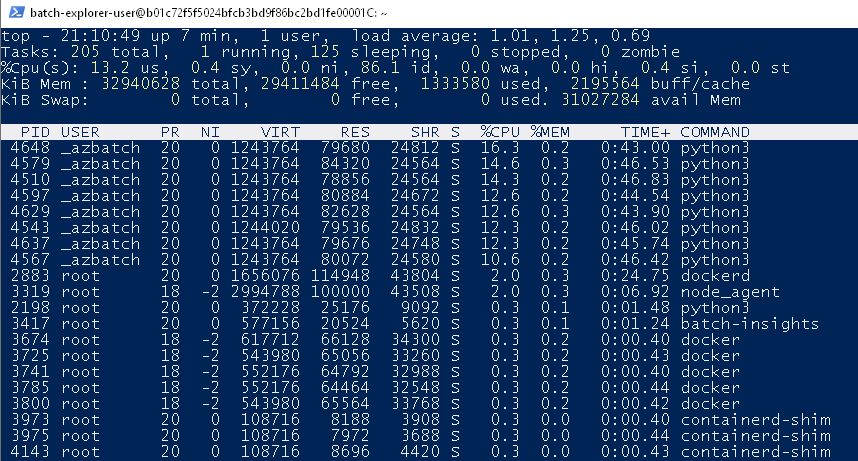 batch-explorer-user@b01c72f5f5024bfcb3bd9f86bc2bd1fe00001C: ~
top - 21:10:49 up 7 min,  1 user,  load average: 1.01, 1.25, 0.69
Tasks: 205 total,   1 running, 125 sleeping,   0 stopped,   0 zombie
%Cpu(s): 13.2 us,  0.4 sy,  0.0 ni, 86.1 id,  0.0 wa,  0.0 hi,  0.4 si,  0.0 st
KiB Mem : 32940628 total, 29411484 free,  1333580 used,  2195564 buff/cache
KiB Swap:        0 total,        0 free,        0 used. 31027284 avail Mem
PID USER      PR  NI    VIRT    RES    SHR S  %CPU %MEM     TIME+ COMMAND
4648 _azbatch  20   0 1243764  79680  24812 S  16.3  0.2   0:43.00 python3
4579 _azbatch  20   0 1243764  84320  24564 S  14.6  0.3   0:46.53 python3
4510 _azbatch  20   0 1243764  78856  24564 S  14.3  0.2   0:46.83 python3
4597 _azbatch  20   0 1243764  80884  24672 S  12.6  0.2   0:44.54 python3
4629 _azbatch  20   0 1243764  82628  24564 S  12.6  0.3   0:43.90 python3
4543 _azbatch  20   0 1244020  79536  24832 S  12.3  0.2   0:46.02 python3
4637 _azbatch  20   0 1243764  79676  24748 S  12.3  0.2   0:45.74 python3
4567 _azbatch  20   0 1243764  80072  24580 S  10.6  0.2   0:46.42 python3
2883 root      20   0 1656076 114948  43804 S   2.0  0.3   0:24.75 dockerd
3319 root      18  -2 2994788 100000  43508 S   2.0  0.3   0:06.92 node_agent
2198 root      20   0  372228  25176   9092 S   0.3  0.1   0:01.48 python3
3417 root      20   0  577156  20524   5620 S   0.3  0.1   0:01.24 batch-insights
3674 root      18  -2  617712  66128  34300 S   0.3  0.2   0:00.40 docker
3725 root      18  -2  543980  65056  33260 S   0.3  0.2   0:00.43 docker
3741 root      18  -2  552176  64792  32988 S   0.3  0.2   0:00.40 docker
3785 root      18  -2  552176  64464  32548 S   0.3  0.2   0:00.44 docker
3800 root      18  -2  543980  65564  33768 S   0.3  0.2   0:00.42 docker
3973 root      20   0  108716   8188   3908 S   0.3  0.0   0:00.40 containerd-shim
3975 root      20   0  108716   7972   3688 S   0.3  0.0   0:00.44 containerd-shim
4143 root      20   0  108716   8696   4420 S   0.3  0.0   0:00.43 containerd-shim